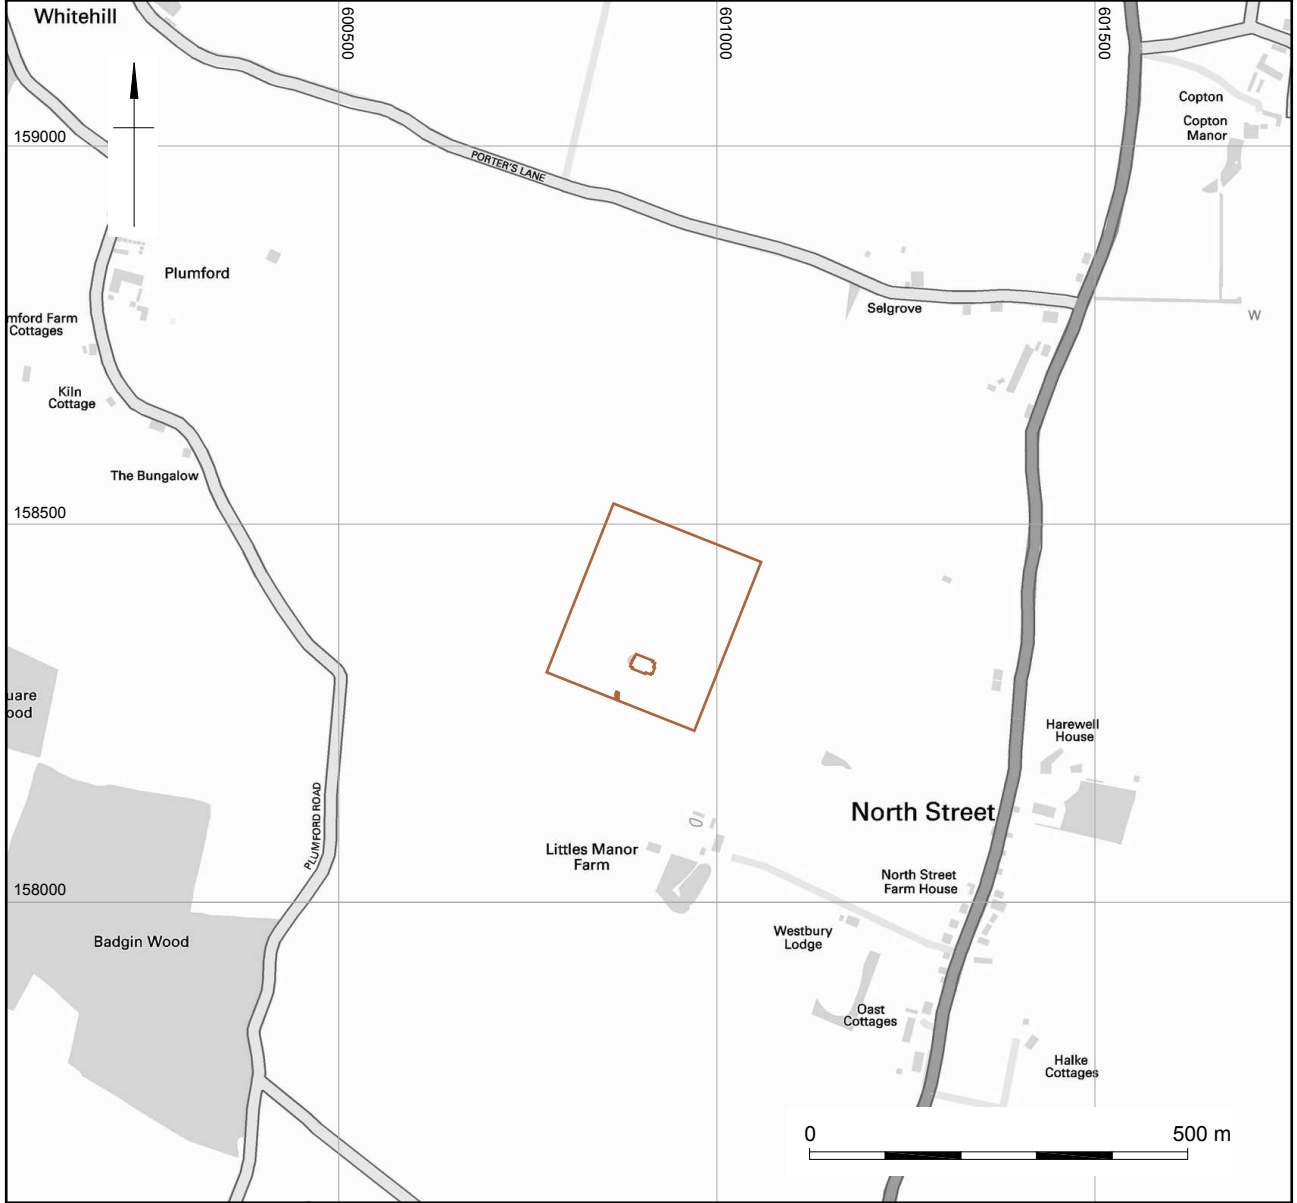 Whitehill
600500
601000
601500
Copton
Copton
Manor
159000
PORTER'S LANE
Plumford
mford Farm
Cottages
Selgrove
W
Kiln
Cottage
The Bungalow
158500
uare
ood
Harewell
House
PLUMFORD ROAD
North Street
Littles Manor
Farm
North Street
Farm House
158000
Badgin Wood
Westbury
Lodge
Oast
Cottages
Halke
Cottages
0 500 m